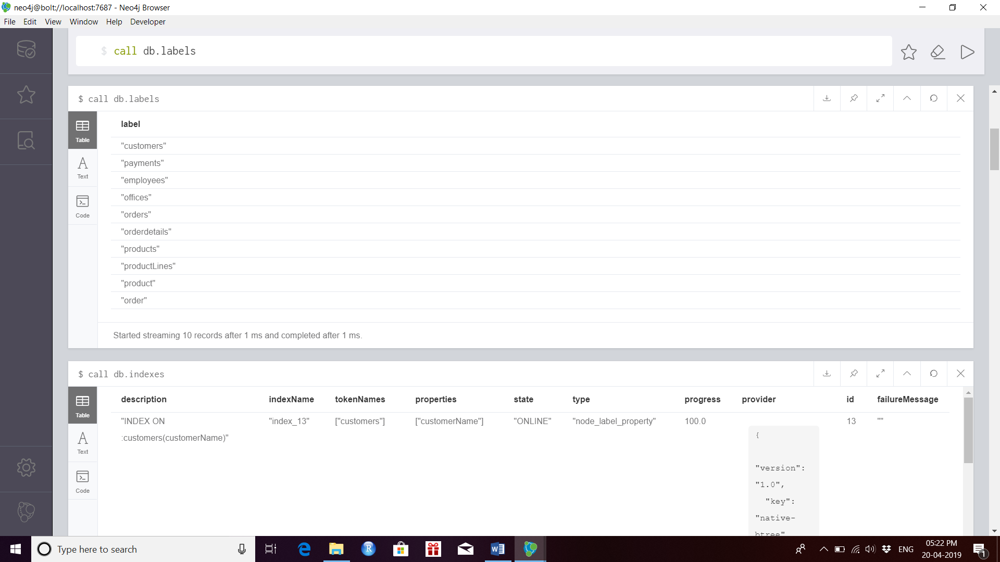 neo4j@bolt://localhost:7687 - Neo4j Browser
File Edit View Window Help Developer
$ call db.labels
$ call db.labels
Table
Text
Code
label
"customers"
"payments"
"employees"
"offices"
"orders"
"orderdetails"
"products"
"productLines"
"product"
"order"
Started streaming 10 records after 1 ms and completed after 1 ms.
$ call db.indexes
Table
Text
Code
description indexName tokenNames properties state type progress provider id failureMessage
"INDEX ON "index_13" ["customers"] ["customerName"] "ONLINE" "node_label_property" 100.0 13 ""
:customers(customerName)"
{
"version":
"1.0",
"key":
"native-
btree"
Type here to search
R
W
ENG
05:22 PM
20-04-2019
1